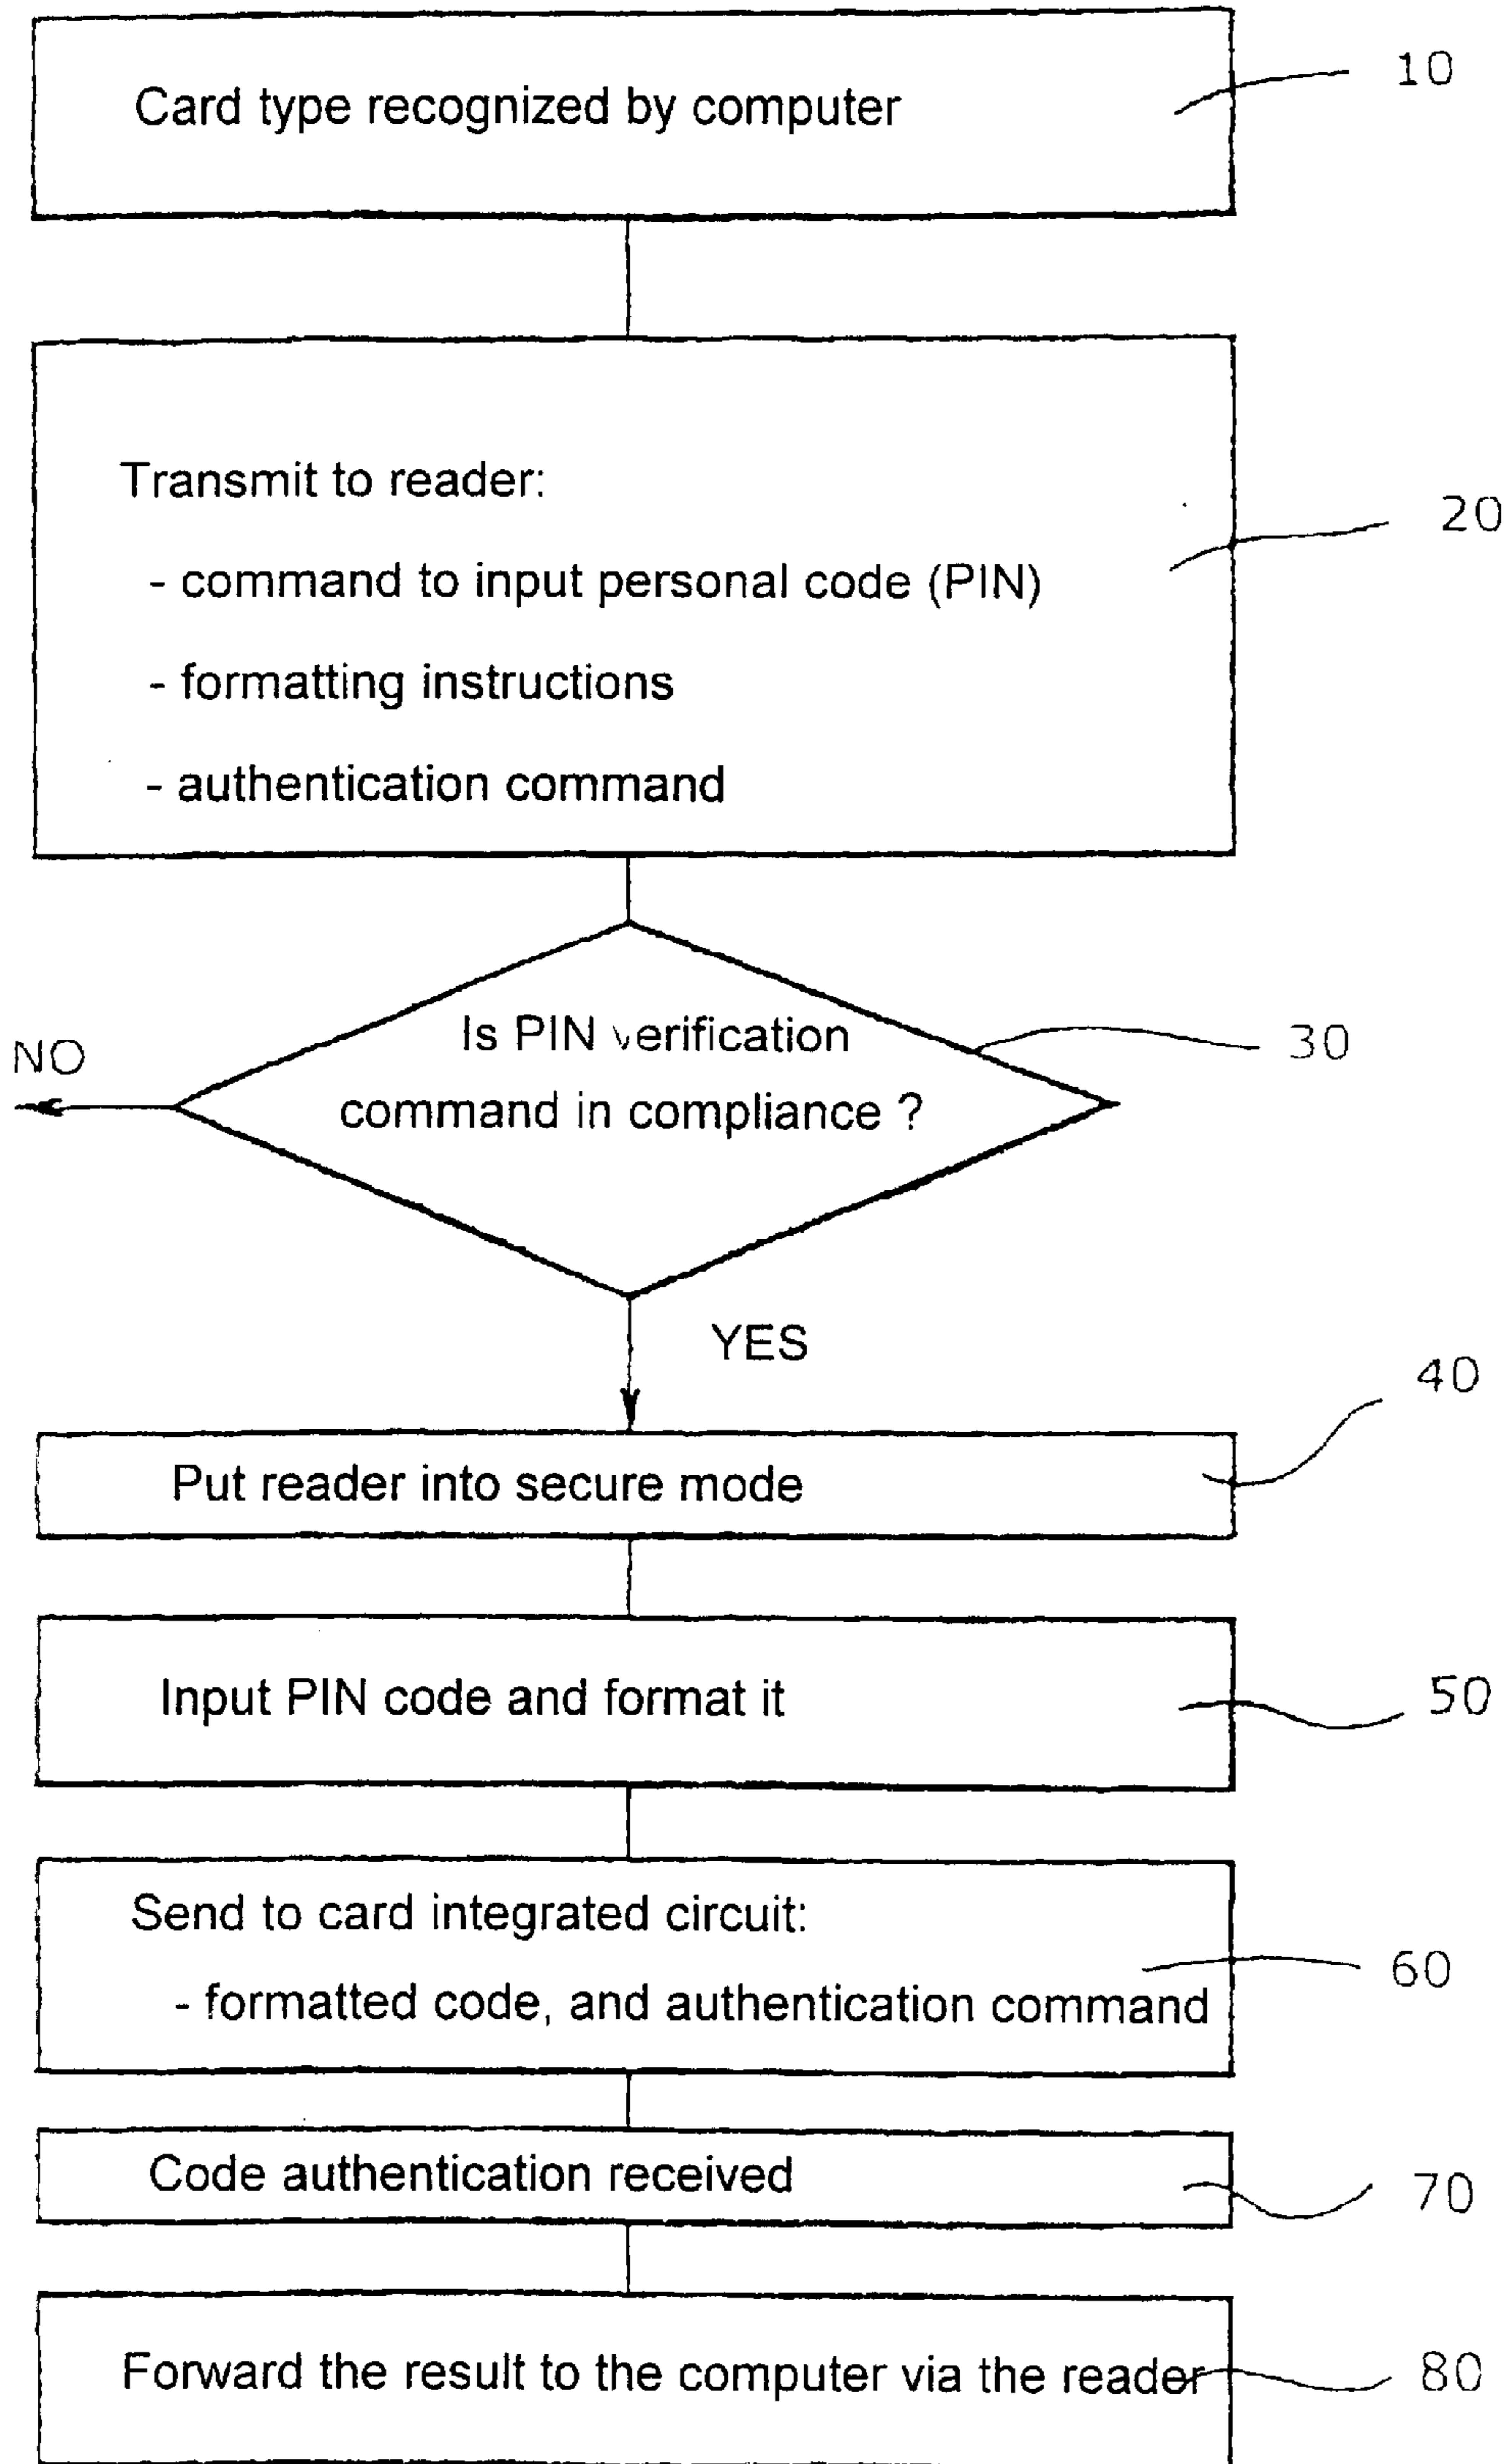 Card type recognized by computer
10
Transmit to reader:
- command to input personal code (PIN)
- formatting instructions
- authentication command
20
Is PIN verification
command in compliance ?
30
NO
YES
40
Put reader into secure mode
Input PIN code and format it
50
Send to card integrated circuit:
- formatted code, and authentication command
60
Code authentication received
70
Forward the result to the computer via the reader
80